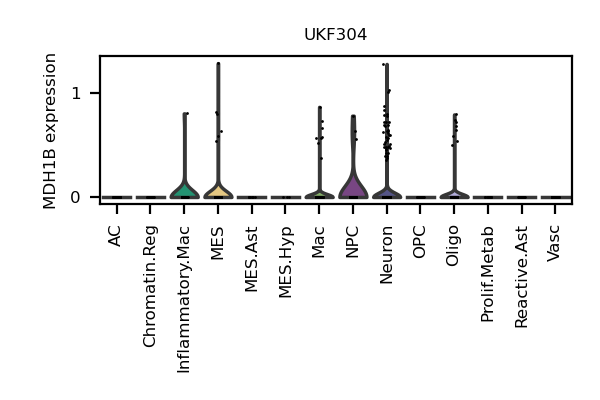 UKF304
MDH1B expression
1
0
AC
Chromatin.Reg
Inflammatory.Mac
MES
MES.Ast
MES.Hyp
Mac
NPC
Neuron
OPC
Oligo
Prolif.Metab
Reactive.Ast
Vasc